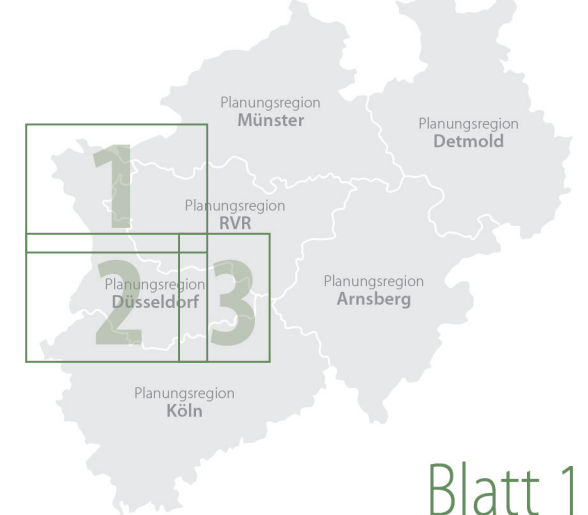 Planungsregion
Münster
Planungsregion
Detmold
1
Planungsregion
RVR
Planungsregion
Düsseldorf
2
3
Planungsregion
Arnsberg
Planungsregion
Köln
Blatt 1